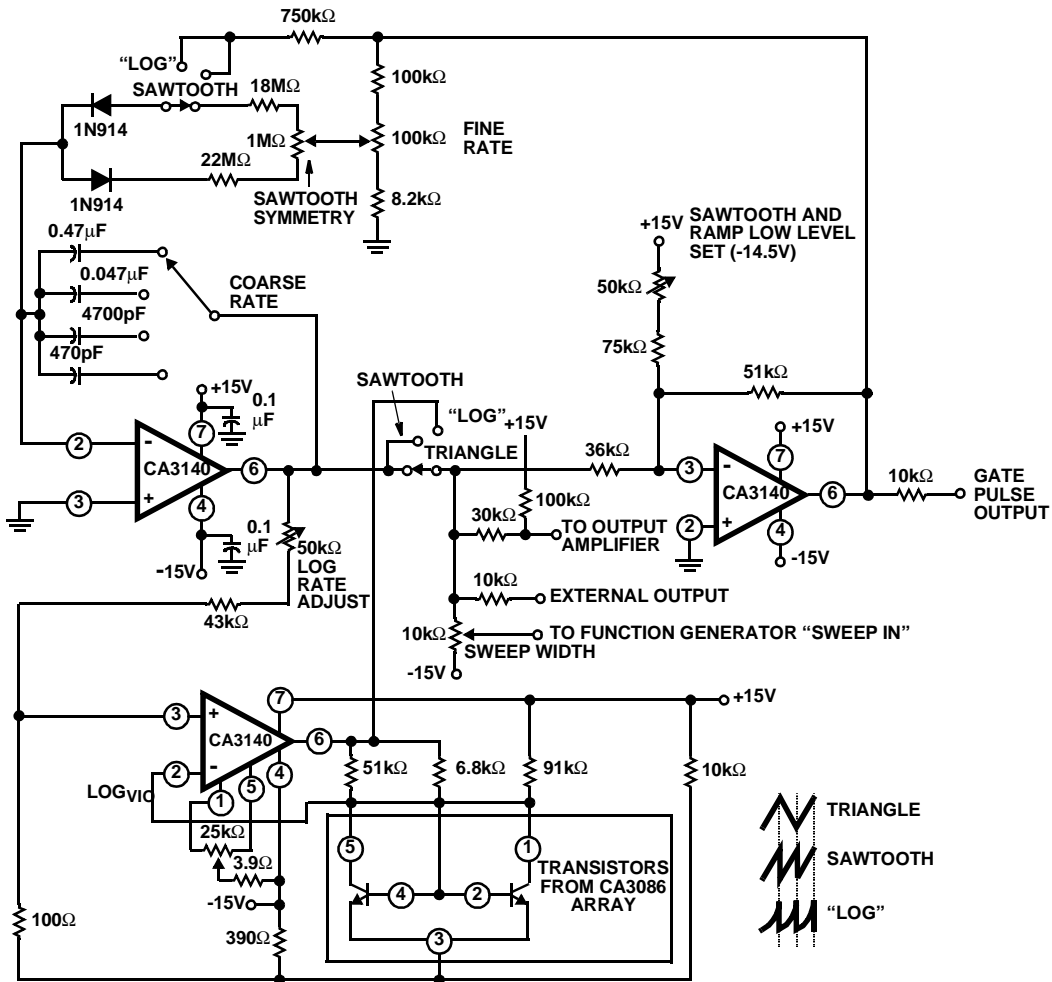 750kΩ
"LOG"
SAWTOOTH
18MΩ
100kΩ
1N914
1MΩ
100kΩ
FINE
RATE
22MΩ
1N914
SAWTOOTH
SYMMETRY
8.2kΩ
0.47μF
0.047μF
4700pF
470pF
COARSE
RATE
+15V
SAWTOOTH AND
RAMP LOW LEVEL
SET (-14.5V)
50kΩ
75kΩ
51kΩ
+15V
0.1
μF
7
2
-
CA3140
6
3
+
4
0.1
μF
-15V
SAWTOOTH
"LOG"
+15V
TRIANGLE
36kΩ
100kΩ
30kΩ
TO OUTPUT
AMPLIFIER
+15V
7
3
-
CA3140
6
2
+
4
-15V
10kΩ
GATE
PULSE
OUTPUT
50kΩ
LOG
RATE
ADJUST
43kΩ
10kΩ
EXTERNAL OUTPUT
10kΩ
TO FUNCTION GENERATOR "SWEEP IN"
SWEEP WIDTH
-15V
7
+15V
3
+
CA3140
6
2
-
4
5
1
LOGVIO
51kΩ
6.8kΩ
91kΩ
10kΩ
25kΩ
3.9Ω
-15V
390Ω
100Ω
5
1
4
2
3
TRANSISTORS
FROM CA3086
ARRAY
TRIANGLE
SAWTOOTH
"LOG"